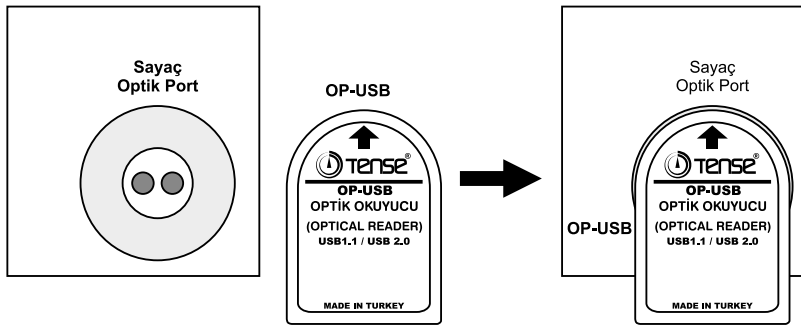 Sayaç
Optik Port
OP-USB
TENSE®
OP-USB
OPTİK OKUYUCU
(OPTICAL READER)
USB1.1 / USB 2.0
MADE IN TURKEY
Sayaç
Optik Port
OP-USB
TENSE®
OP-USB
OPTİK OKUYUCU
(OPTICAL READER)
USB1.1 / USB 2.0
MADE IN TURKEY